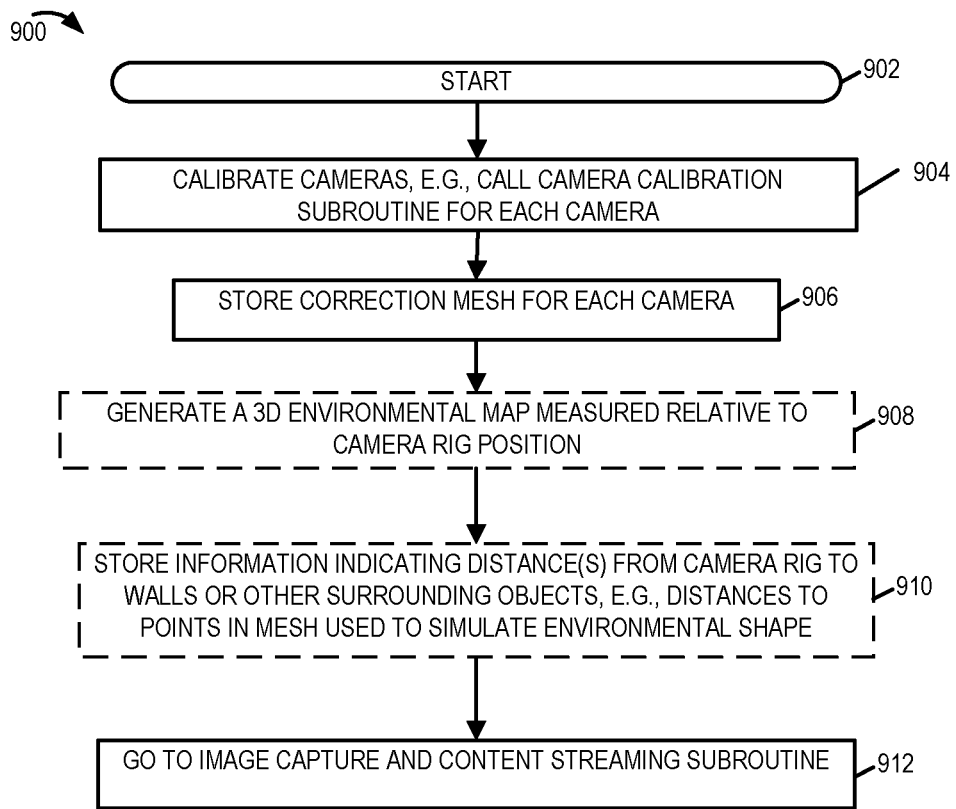 900
START
902
CALIBRATE CAMERAS, E.G., CALL CAMERA CALIBRATION
SUBROUTINE FOR EACH CAMERA
904
STORE CORRECTION MESH FOR EACH CAMERA
906
GENERATE A 3D ENVIRONMENTAL MAP MEASURED RELATIVE TO
CAMERA RIG POSITION
908
STORE INFORMATION INDICATING DISTANCE(S) FROM CAMERA RIG TO
WALLS OR OTHER SURROUNDING OBJECTS, E.G., DISTANCES TO
POINTS IN MESH USED TO SIMULATE ENVIRONMENTAL SHAPE
910
GO TO IMAGE CAPTURE AND CONTENT STREAMING SUBROUTINE
912